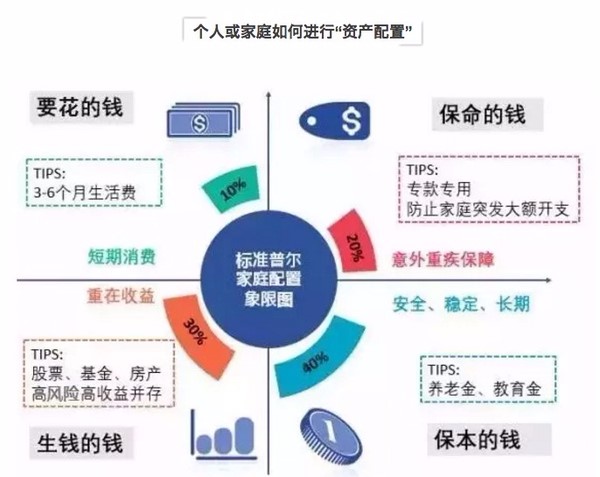 个人或家庭如何进行“资产配置”
要花的钱
$
$
保命的钱
TIPS:
3-6个月生活费
10%
TIPS:
专款专用
防止家庭突发大额开支
短期消费
20%
意外重疾保障
标准普尔
家庭配置
象限图
重在收益
安全、稳定、长期
30%
40%
TIPS:
股票、基金、房产
高风险高收益并存
TIPS:
养老金、教育金
生钱的钱
1
保本的钱